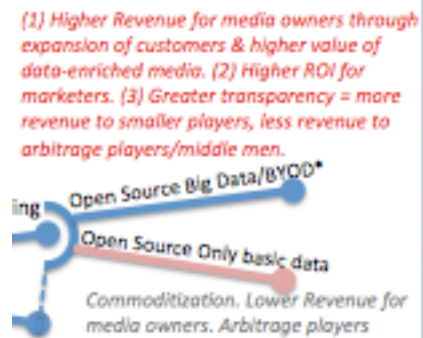 (1) Higher Revenue for media owners through
expansion of customers & higher value of
data-enriched media. (2) Higher ROI for
marketers. (3) Greater transparency = more
revenue to smaller players, less revenue to
arbitrage players/middle men.
Open Source Big Data/BYOD*
ing
Open Source Only basic data
Commoditization. Lower Revenue for
media owners. Arbitrage players